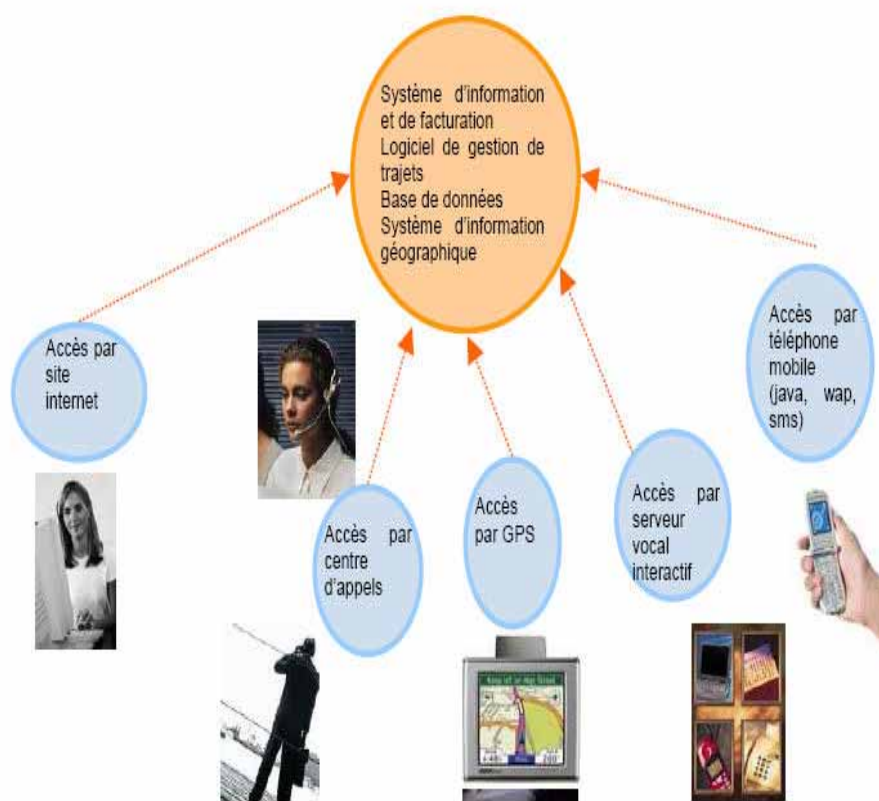 Système d'information
et de facturation
Logiciel de gestion de
trajets
Base de données
Système d'information
géographique
Accès par
site
internet
Accès par
centre
d'appels
Accès
par GPS
Accès par
serveur
vocal
interactif
Accès par
téléphone
mobile
(java, wap,
sms)